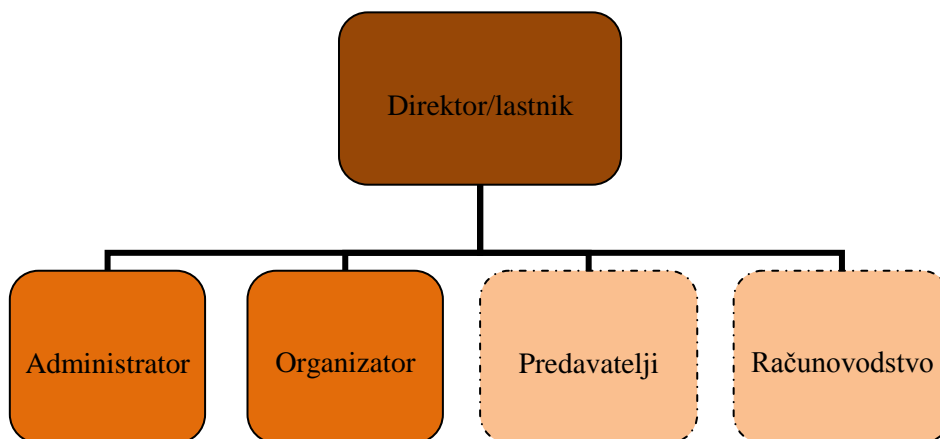 Direktor/lastnik
Administrator
Organizator
Predavatelji
Računovodstvo